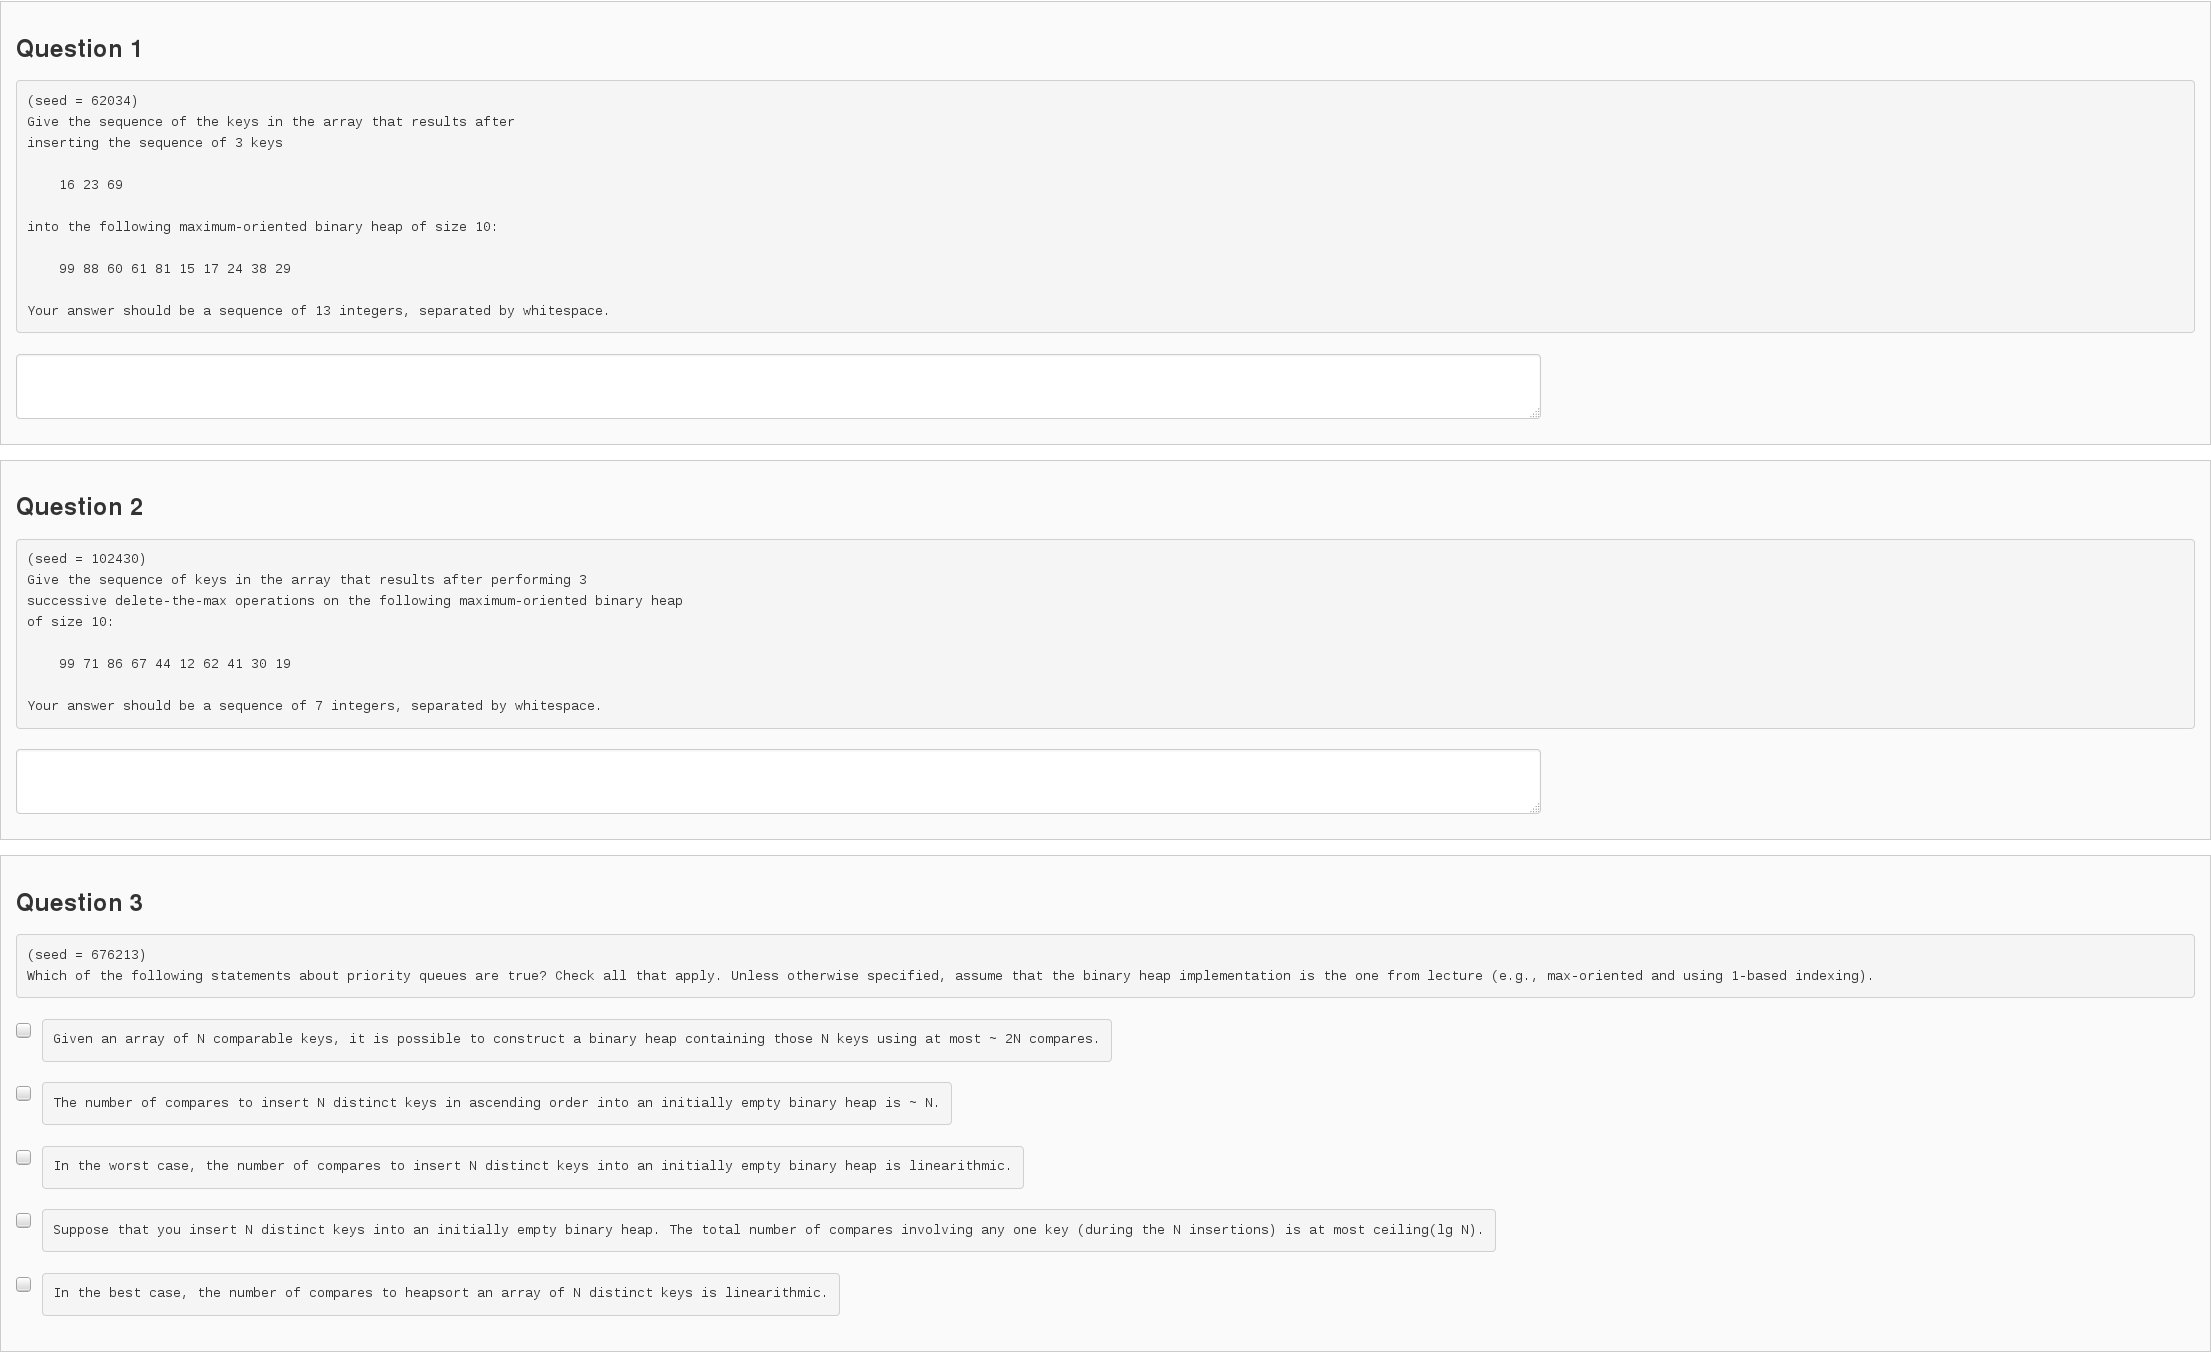 Question 1
(seed = 62034)
Give the sequence of the keys in the array that results after
inserting the sequence of 3 keys
16 23 69
into the following maximum-oriented binary heap of size 10:
99 88 60 61 81 15 17 24 38 29
Your answer should be a sequence of 13 integers, separated by whitespace.
Question 2
(seed = 102430)
Give the sequence of keys in the array that results after performing 3
successive delete-the-max operations on the following maximum-oriented binary heap
of size 10:
99 71 86 67 44 12 62 41 30 19
Your answer should be a sequence of 7 integers, separated by whitespace.
Question 3
(seed = 676213)
Which of the following statements about priority queues are true? Check all that apply. Unless otherwise specified, assume that the binary heap implementation is the one from lecture (e.g., max-oriented and using 1-based indexing).
Given an array of N comparable keys, it is possible to construct a binary heap containing those N keys using at most ~ 2N compares.
The number of compares to insert N distinct keys in ascending order into an initially empty binary heap is ~ N.
In the worst case, the number of compares to insert N distinct keys into an initially empty binary heap is linearithmic.
Suppose that you insert N distinct keys into an initially empty binary heap. The total number of compares involving any one key (during the N insertions) is at most ceiling(lg N).
In the best case, the number of compares to heapsort an array of N distinct keys is linearithmic.